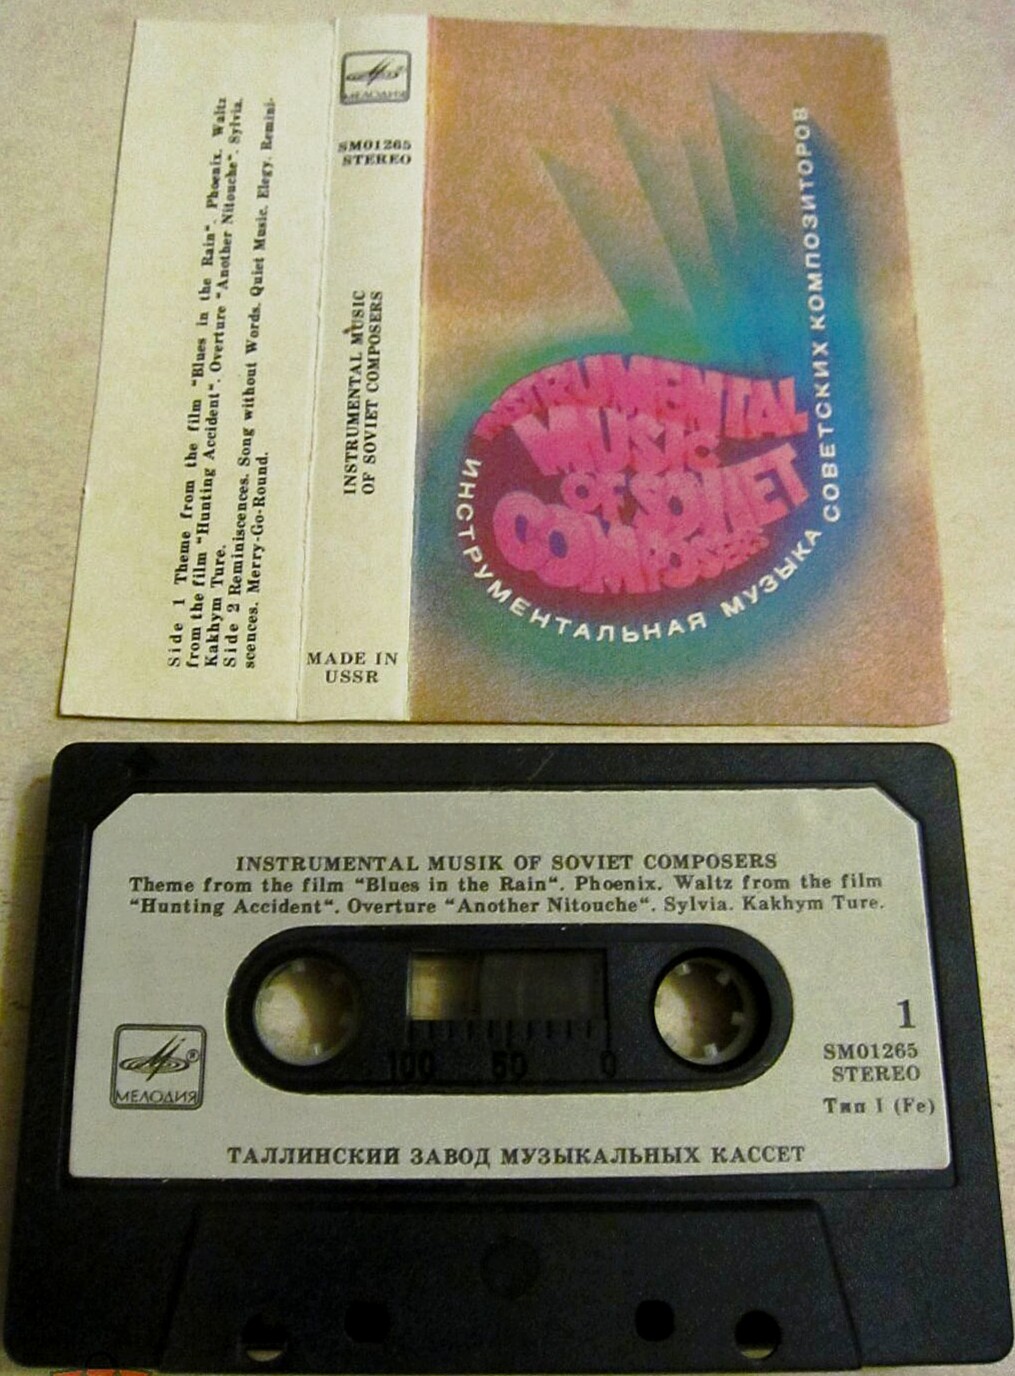 Side 1 Theme from the film "Blues in the Rain". Phoenix. Waltz
from the film "Hunting Accident". Overture "Another Nitouche". Sylvia.
Kakhym Ture.
Side 2 Reminiscences. Song without Words. Quiet Music. Elegy. Remini-
scences. Merry-Go-Round.
МЕЛОДИЯ
SM01265
STEREO
INSTRUMENTAL MUSIC
OF SOVIET COMPOSERS
MADE IN
USSR
INSTRUMENTAL
MUSIC
OF SOVIET
COMPOSERS
ИНСТРУМЕНТАЛЬНАЯ МУЗЫКА СОВЕТСКИХ КОМПОЗИТОРОВ
INSTRUMENTAL MUSIK OF SOVIET COMPOSERS
Theme from the film "Blues in the Rain". Phoenix. Waltz from the film
"Hunting Accident". Overture "Another Nitouche". Sylvia. Kakhym Ture.
100 50 0
1
SM01265
STEREO
Тип I (Fe)
® МЕЛОДИЯ
ТАЛЛИНСКИЙ ЗАВОД МУЗЫКАЛЬНЫХ КАССЕТ